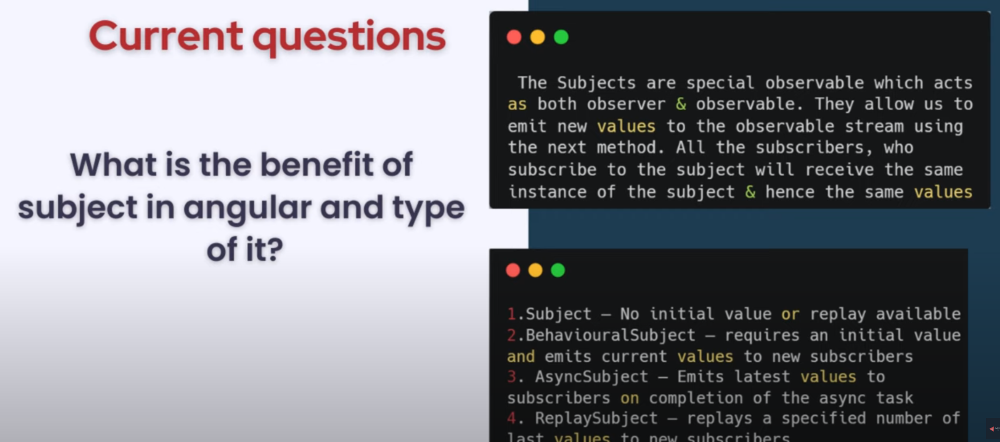 Current questions
What is the benefit of
subject in angular and type
of it?
The Subjects are special observable which acts
as both observer & observable. They allow us to
emit new values to the observable stream using
the next method. All the subscribers, who
subscribe to the subject will receive the same
instance of the subject & hence the same values
1.Subject – No initial value or replay available
2.BehaviouralSubject – requires an initial value
and emits current values to new subscribers
3. AsyncSubject – Emits latest values to
subscribers on completion of the async task
4. ReplaySubject – replays a specified number of
last values to new subscribers